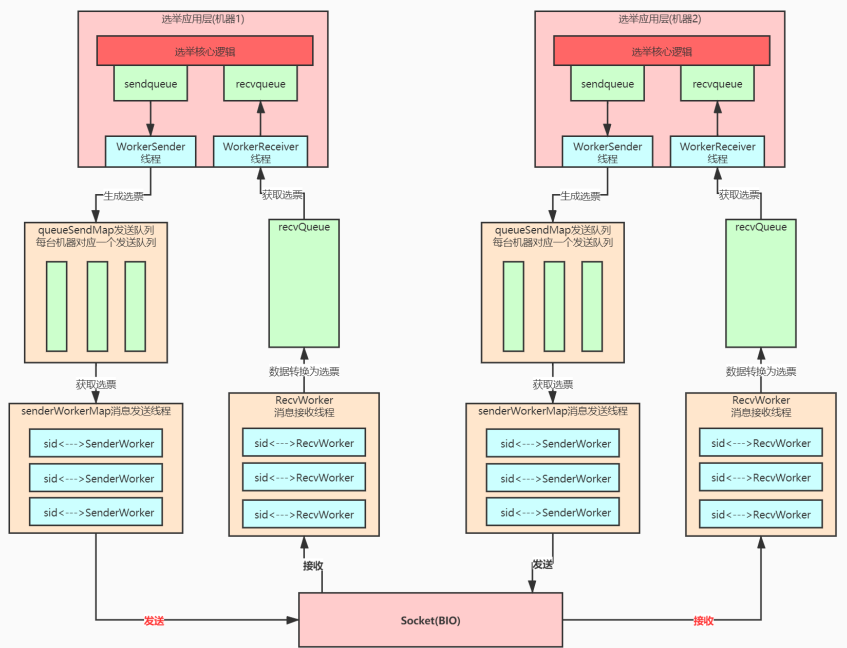 选举应用层(机器1)
选举核心逻辑
sendqueue
recvqueue
WorkerSender
线程
WorkerReceiver
线程
生成选票
获取选票
queueSendMap发送队列
每台机器对应一个发送队列
recvQueue
获取选票
数据转换为选票
senderWorkerMap消息发送线程
sid<--->SenderWorker
sid<--->SenderWorker
sid<--->SenderWorker
RecvWorker
消息接收线程
sid<--->RecvWorker
sid<--->RecvWorker
sid<--->RecvWorker
发送
接收
选举应用层(机器2)
选举核心逻辑
sendqueue
recvqueue
WorkerSender
线程
WorkerReceiver
线程
生成选票
获取选票
queueSendMap发送队列
每台机器对应一个发送队列
recvQueue
获取选票
数据转换为选票
senderWorkerMap消息发送线程
sid<--->SenderWorker
sid<--->SenderWorker
sid<--->SenderWorker
RecvWorker
消息接收线程
sid<--->RecvWorker
sid<--->RecvWorker
sid<--->RecvWorker
发送
接收
Socket(BIO)